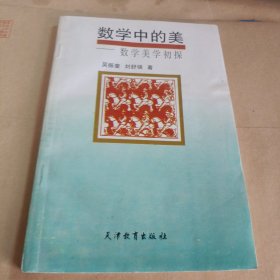 数学中的美
——数学美学初探
吴振奎 刘舒强 著
天津教育出版社